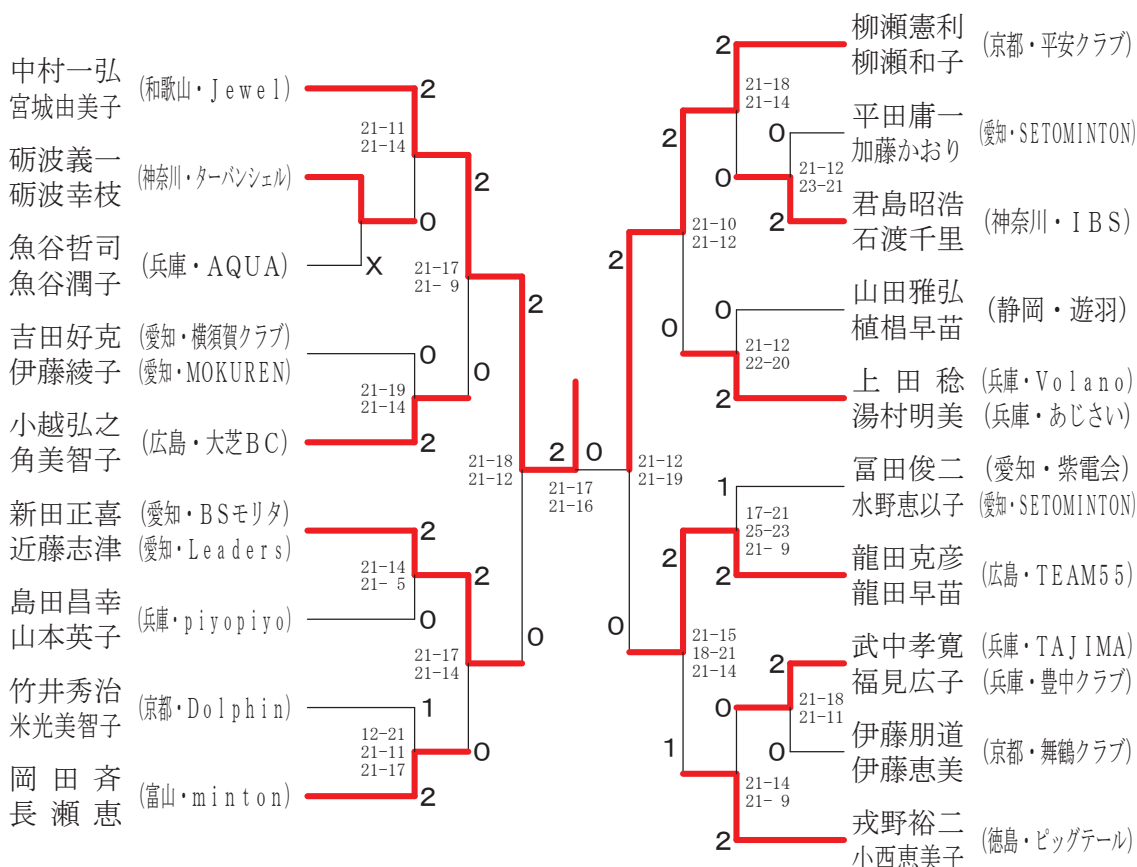 中村一弘 (和歌山・Jewel)
宮城由美子
2
21-11
21-14
砺波義一 (神奈川・ターバンシェル)
砺波幸枝
0
2
魚谷哲司 (兵庫・AQUA)
魚谷潤子
X
21-17
21- 9
2
吉田好克 (愛知・横須賀クラブ)
伊藤綾子 (愛知・MOKUREN)
0
21-19
21-14
0
小越弘之 (広島・大芝BC)
角美智子
2
21-18
21-12
新田正喜 (愛知・BSモリタ)
近藤志津 (愛知・Leaders)
2
21-14
21- 5
2
島田昌幸 (兵庫・piyopiyo)
山本英子
0
21-17
21-14
0
竹井秀治 (京都・Dolphin)
米光美智子
1
12-21
21-11
21-17
0
岡田斉 (富山・minton)
長瀬恵
2
2 0
21-17
21-16
柳瀬憲利 (京都・平安クラブ)
柳瀬和子
2
21-18
21-14
平田庸一 (愛知・SETOMINTON)
加藤かおり
0
2
21-12
23-21
0
君島昭浩 (神奈川・IBS)
石渡千里
2
21-10
21-12
2
山田雅弘 (静岡・遊羽)
植椙早苗
0
0
21-12
22-20
上田稔 (兵庫・Volano)
湯村明美 (兵庫・あじさい)
2
21-12
21-19
冨田俊二 (愛知・紫電会)
水野恵以子 (愛知・SETOMINTON)
1
17-21
25-23
21- 9
2
龍田克彦 (広島・TEAM55)
龍田早苗
2
0
21-15
18-21
21-14
武中孝寛 (兵庫・TAJIMA)
福見広子 (兵庫・豊中クラブ)
2
21-18
21-11
0
伊藤朋道 (京都・舞鶴クラブ)
伊藤恵美
0
1
21-14
21- 9
戎野裕二 (徳島・ピッグテール)
小西恵美子
2